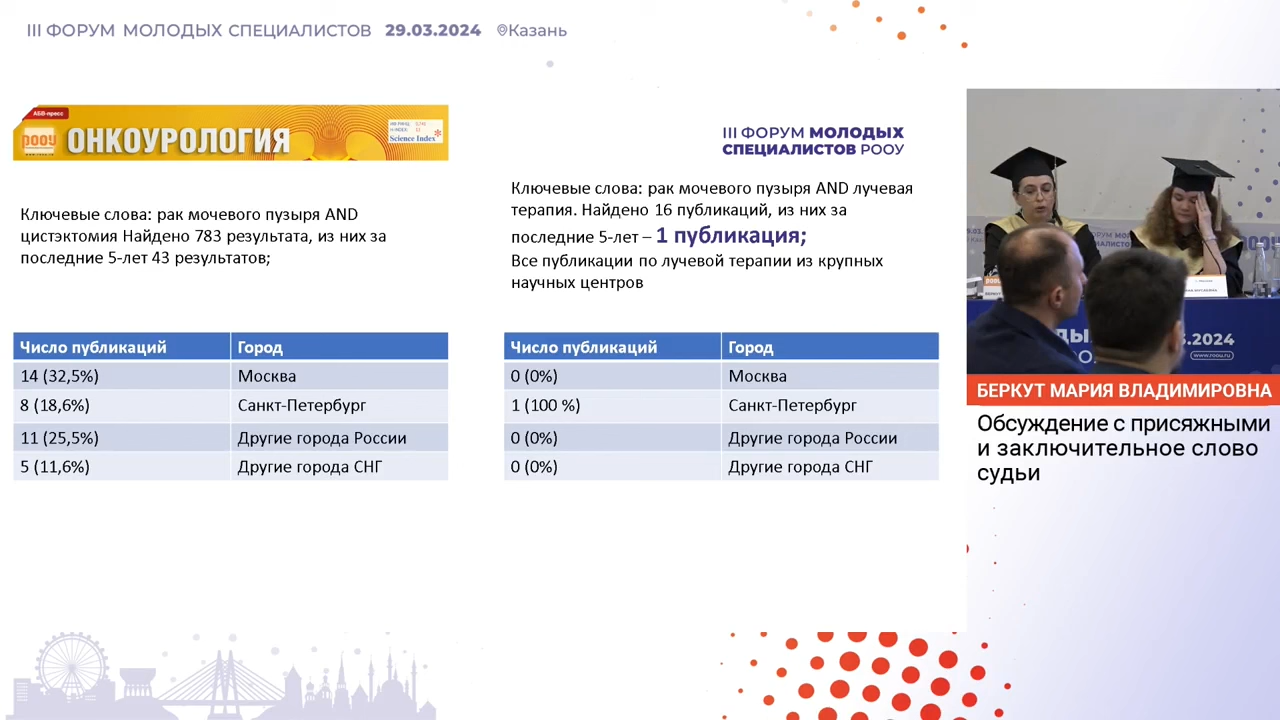 III ФОРУМ МОЛОДЫХ СПЕЦИАЛИСТОВ 29.03.2024 Казань
АБВ-пресс
РООУ
ОНКОУРОЛОГИЯ
Science Index
III ФОРУМ МОЛОДЫХ
СПЕЦИАЛИСТОВ РООУ
Ключевые слова: рак мочевого пузыря AND
цистэктомия Найдено 783 результата, из них за
последние 5-лет 43 результатов;
Ключевые слова: рак мочевого пузыря AND лучевая
терапия. Найдено 16 публикаций, из них за
последние 5-лет – 1 публикация;
Все публикации по лучевой терапии из крупных
научных центров
Число публикаций Город
14 (32,5%) Москва
8 (18,6%) Санкт-Петербург
11 (25,5%) Другие города России
5 (11,6%) Другие города СНГ
Число публикаций Город
0 (0%) Москва
1 (100 %) Санкт-Петербург
0 (0%) Другие города России
0 (0%) Другие города СНГ
www.roou.ru
БЕРКУТ МАРИЯ ВЛАДИМИРОВНА
Обсуждение с присяжными
и заключительное слово
судьи